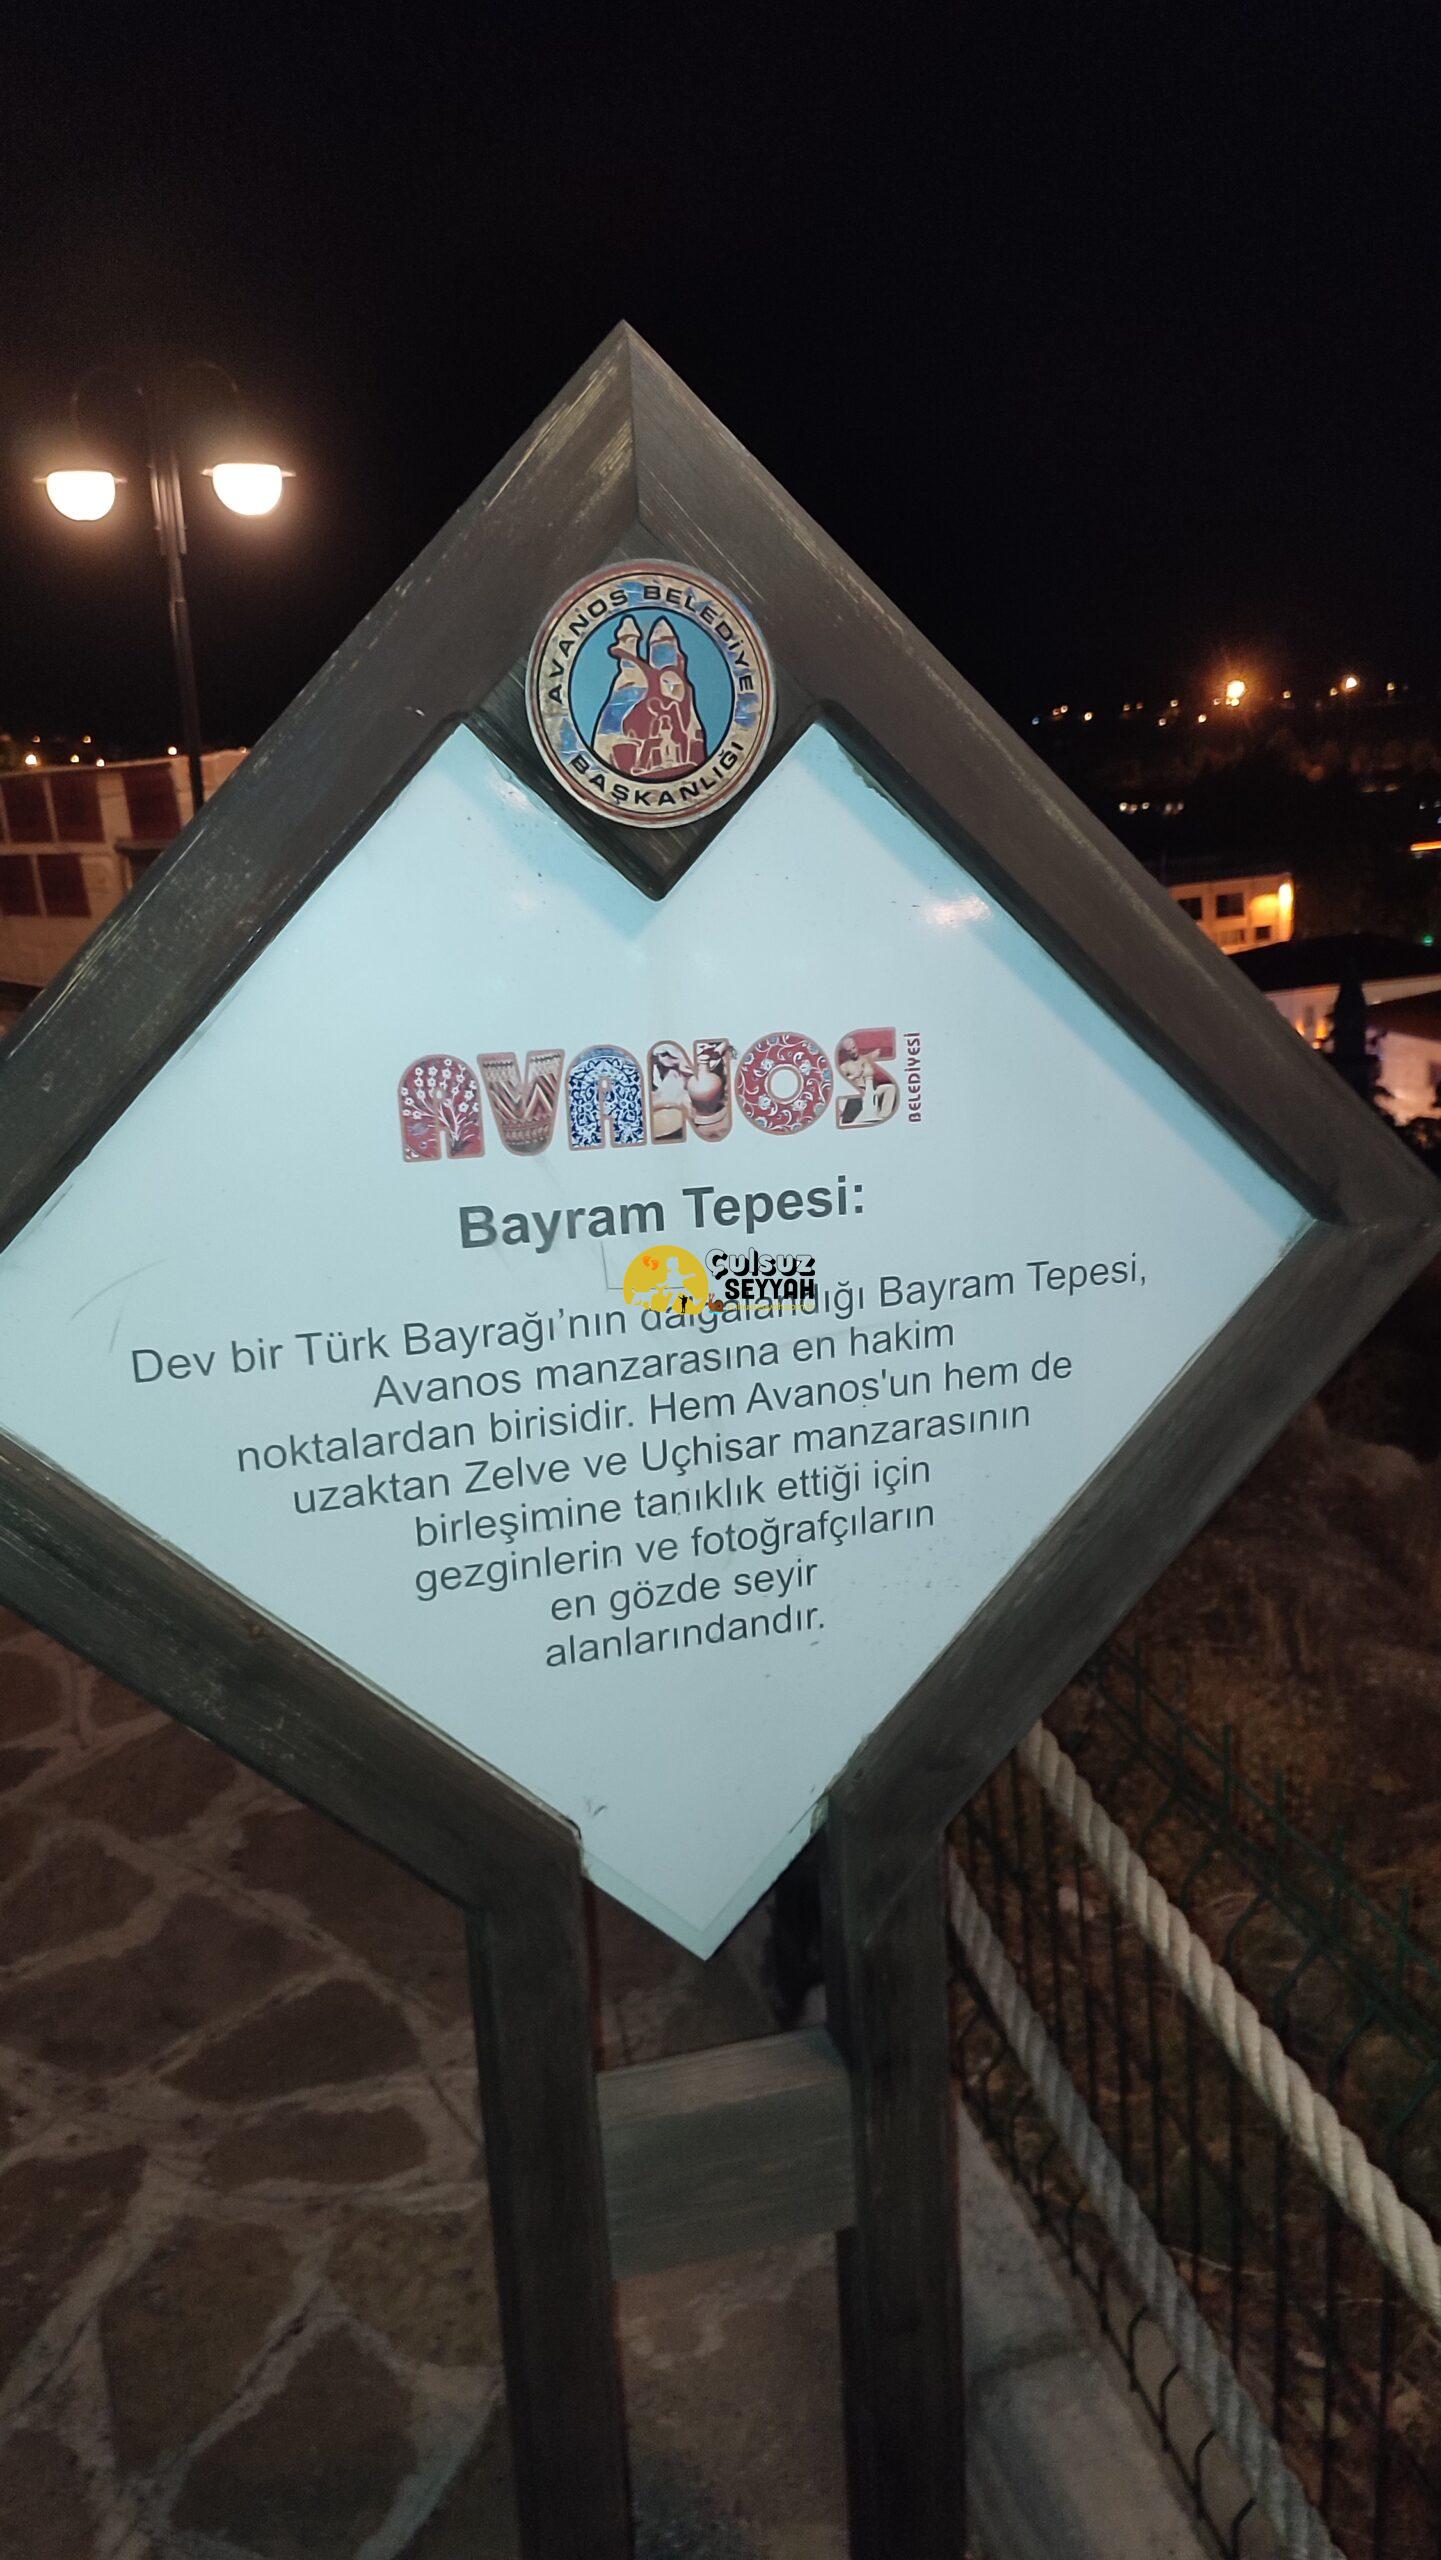 AVANOS BELEDİYE
BAŞKANLIĞI
AVANOS
BELEDİYESİ
Bayram Tepesi:
Çulsuz
SEYYAH
Dev bir Türk Bayrağı’nın dalgalandığı Bayram Tepesi,
Avanos manzarasına en hakim
noktalardan birisidir. Hem Avanos'un hem de
uzaktan Zelve ve Uçhisar manzarasının
birleşimine tanıklık ettiği için
gezginlerin ve fotoğrafçıların
en gözde seyir
alanlarındandır.